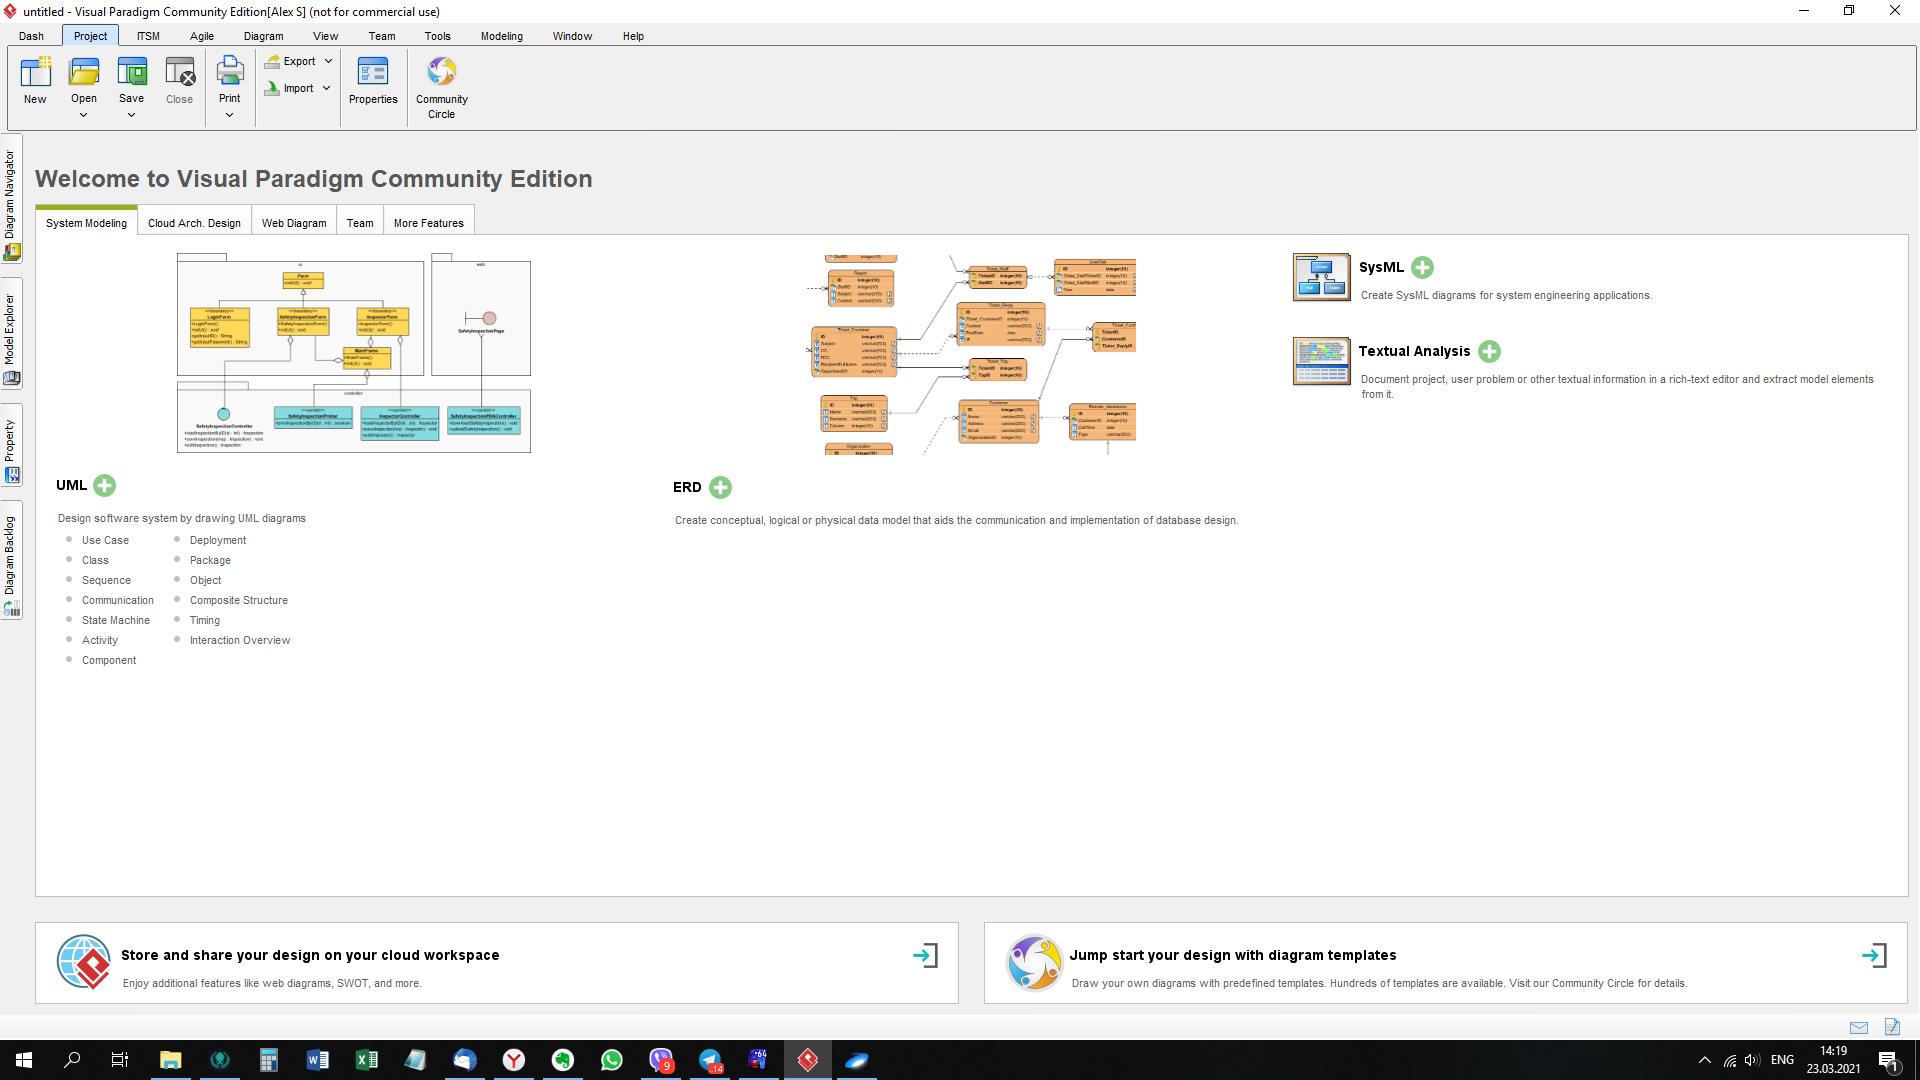 untitled - Visual Paradigm Community Edition[Alex S] (not for commercial use)
Dash Project ITSM Agile Diagram View Team Tools Modeling Window Help
New Open Save Close Print Export Import Properties Community Circle
Diagram Navigator
Model Explorer
Property
Diagram Backlog
Welcome to Visual Paradigm Community Edition
System Modeling Cloud Arch. Design Web Diagram Team More Features
UML
Design software system by drawing UML diagrams
Use Case
Class
Sequence
Communication
State Machine
Activity
Component
Deployment
Package
Object
Composite Structure
Timing
Interaction Overview
ERD
Create conceptual, logical or physical data model that aids the communication and implementation of database design.
SysML
Create SysML diagrams for system engineering applications.
Textual Analysis
Document project, user problem or other textual information in a rich-text editor and extract model elements
from it.
Store and share your design on your cloud workspace
Enjoy additional features like web diagrams, SWOT, and more.
Jump start your design with diagram templates
Draw your own diagrams with predefined templates. Hundreds of templates are available. Visit our Community Circle for details.
9
14
64
ENG
14:19
23.03.2021
1